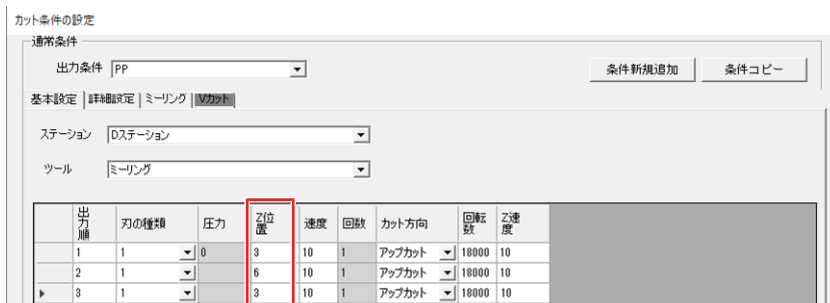 カット条件の設定
通常条件
出力条件 PP 条件新規追加 条件コピー
基本設定 詳細設定 ミーリング Vカット
ステーション Dステーション
ツール ミーリング
出力順 刃の種類 圧力 Z位置 速度 回数 カット方向 回転数 Z速度
1 1 0 3 10 1 アップカット 18000 10
2 1 6 10 1 アップカット 18000 10
3 1 3 10 1 アップカット 18000 10